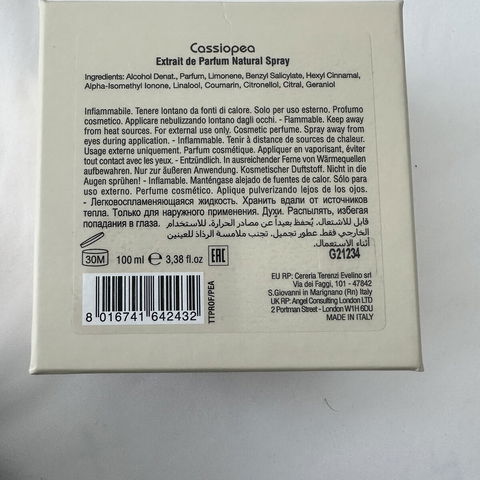 Cassiopea
Extrait de Parfum Natural Spray
Ingredients: Alcohol Denat., Parfum, Limonene, Benzyl Salicylate, Hexyl Cinnamal,
Alpha-Isomethyl Ionone, Linalool, Coumarin, Citronellol, Citral, Geraniol
Infiammabile. Tenere lontano da fonti di calore. Solo per uso esterno. Profumo
cosmetico. Applicare nebulizzando lontano dagli occhi. - Flammable. Keep away
from heat sources. For external use only. Cosmetic perfume. Spray away from
eyes during application. - Inflammable. Tenir à distance de sources de chaleur.
Usage externe uniquement. Parfum cosmétique. Appliquer en vaporisant, éviter
tout contact avec les yeux. - Entzündlich. In ausreichender Ferne von Wärmequellen
aufbewahren. Nur zur äußeren Anwendung. Kosmetischer Duftstoff. Nicht in die
Augen sprühen! - Inflamable. Manténgase alejado de fuentes de calor. Sólo para
uso externo. Perfume cosmético. Aplique pulverizando lejos de los ojos.
- Легковоспламеняющаяся жидкость. Хранить вдали от источников
тепла. Только для наружного применения. Духи. Распылять, избегая
попадания в глаза. - قابل للاشتعال. يُحفظ بعيداً عن مصادر الحرارة. للاستخدام
الخارجي فقط. عطور تجميل. تجنب ملامسة الرذاذ للعينين
أثناء الاستعمال.
G21234
30M
100 ml ℮ 3,38 fl.oz
EAC
8 016741 642432
TTPROF/PEA
EU RP: Cereria Terenzi Evelino srl
Via dei Faggi, 101 - 47842
S.Giovanni in Marignano (Rn) Italy
UK RP: Angel Consulting London LTD
2 Portman Street - London W1H 6DU
MADE IN ITALY